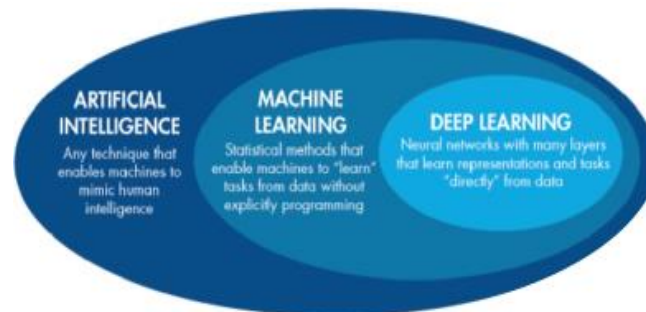 ARTIFICIAL
INTELLIGENCE
Any technique that
enables machines to
mimic human
intelligence
MACHINE
LEARNING
Statistical methods that
enable machines to "learn"
tasks from data without
explicitly programming
DEEP LEARNING
Neural networks with many layers
that learn representations and tasks
"directly" from data